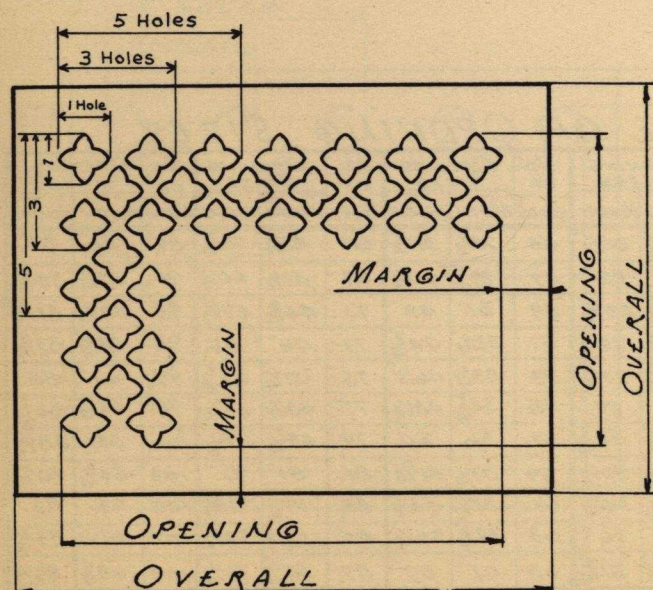 5 Holes
3 Holes
1 Hole
1
3
5
MARGIN
MARGIN
OPENING
OVERALL
OPENING
OVERALL